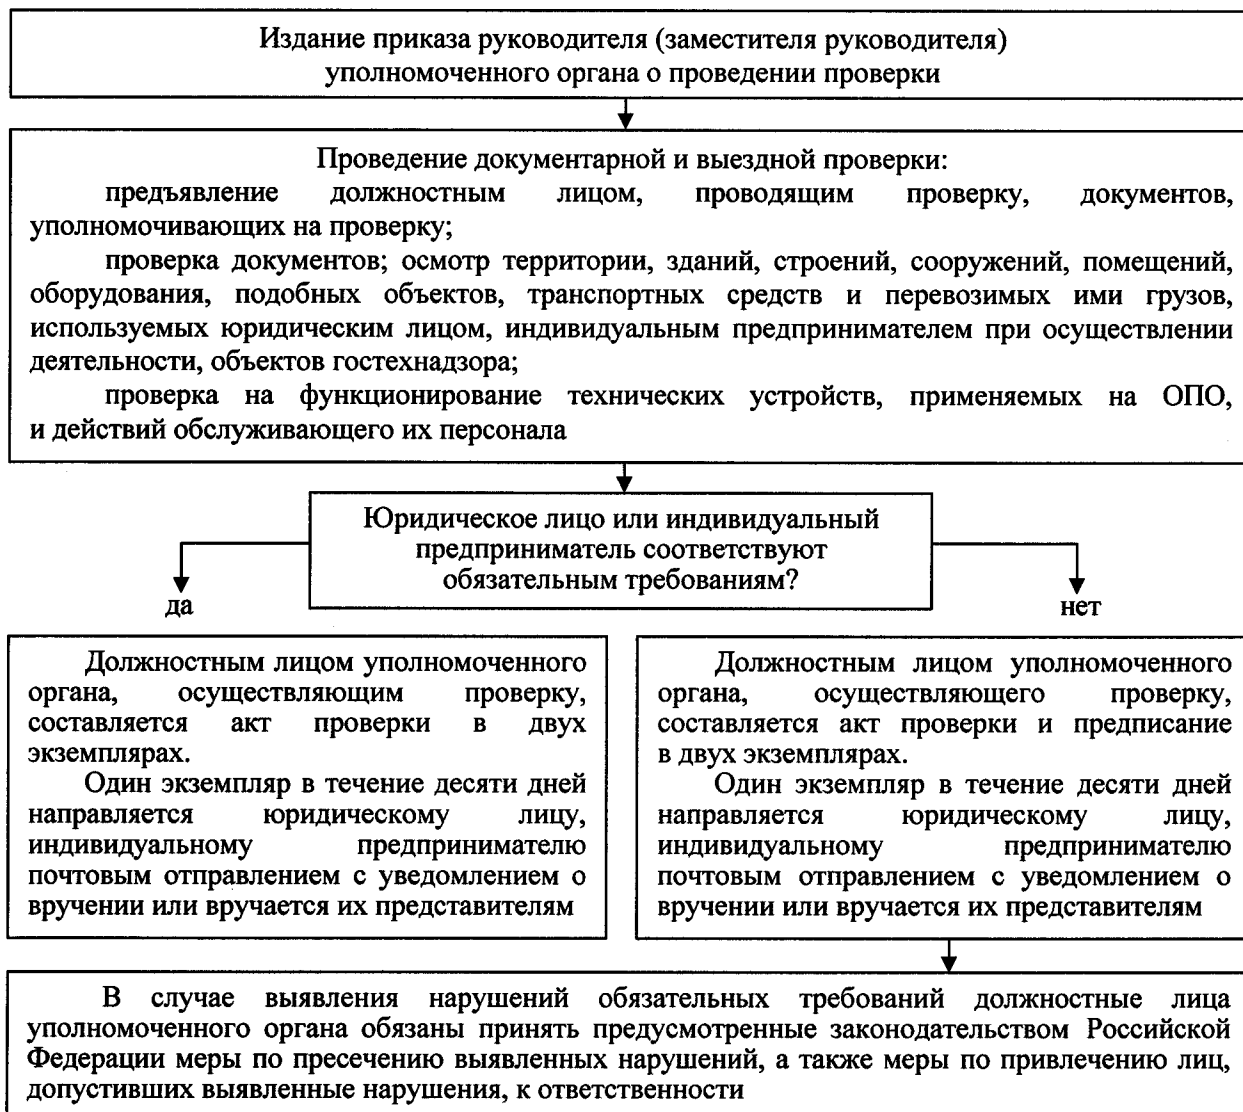 Издание приказа руководителя (заместителя руководителя)
уполномоченного органа о проведении проверки
Проведение документарной и выездной проверки:
предъявление должностным лицом, проводящим проверку, документов,
уполномочивающих на проверку;
проверка документов; осмотр территории, зданий, строений, сооружений, помещений,
оборудования, подобных объектов, транспортных средств и перевозимых ими грузов,
используемых юридическим лицом, индивидуальным предпринимателем при осуществлении
деятельности, объектов гостехнадзора;
проверка на функционирование технических устройств, применяемых на ОПО,
и действий обслуживающего их персонала
Юридическое лицо или индивидуальный
предприниматель соответствуют
обязательным требованиям?
да
нет
Должностным лицом уполномоченного
органа, осуществляющим проверку,
составляется акт проверки в двух
экземплярах.
Один экземпляр в течение десяти дней
направляется юридическому лицу,
индивидуальному предпринимателю
почтовым отправлением с уведомлением о
вручении или вручается их представителям
Должностным лицом уполномоченного
органа, осуществляющего проверку,
составляется акт проверки и предписание
в двух экземплярах.
Один экземпляр в течение десяти дней
направляется юридическому лицу,
индивидуальному предпринимателю
почтовым отправлением с уведомлением о
вручении или вручается их представителям
В случае выявления нарушений обязательных требований должностные лица
уполномоченного органа обязаны принять предусмотренные законодательством Российской
Федерации меры по пресечению выявленных нарушений, а также меры по привлечению лиц,
допустивших выявленные нарушения, к ответственности